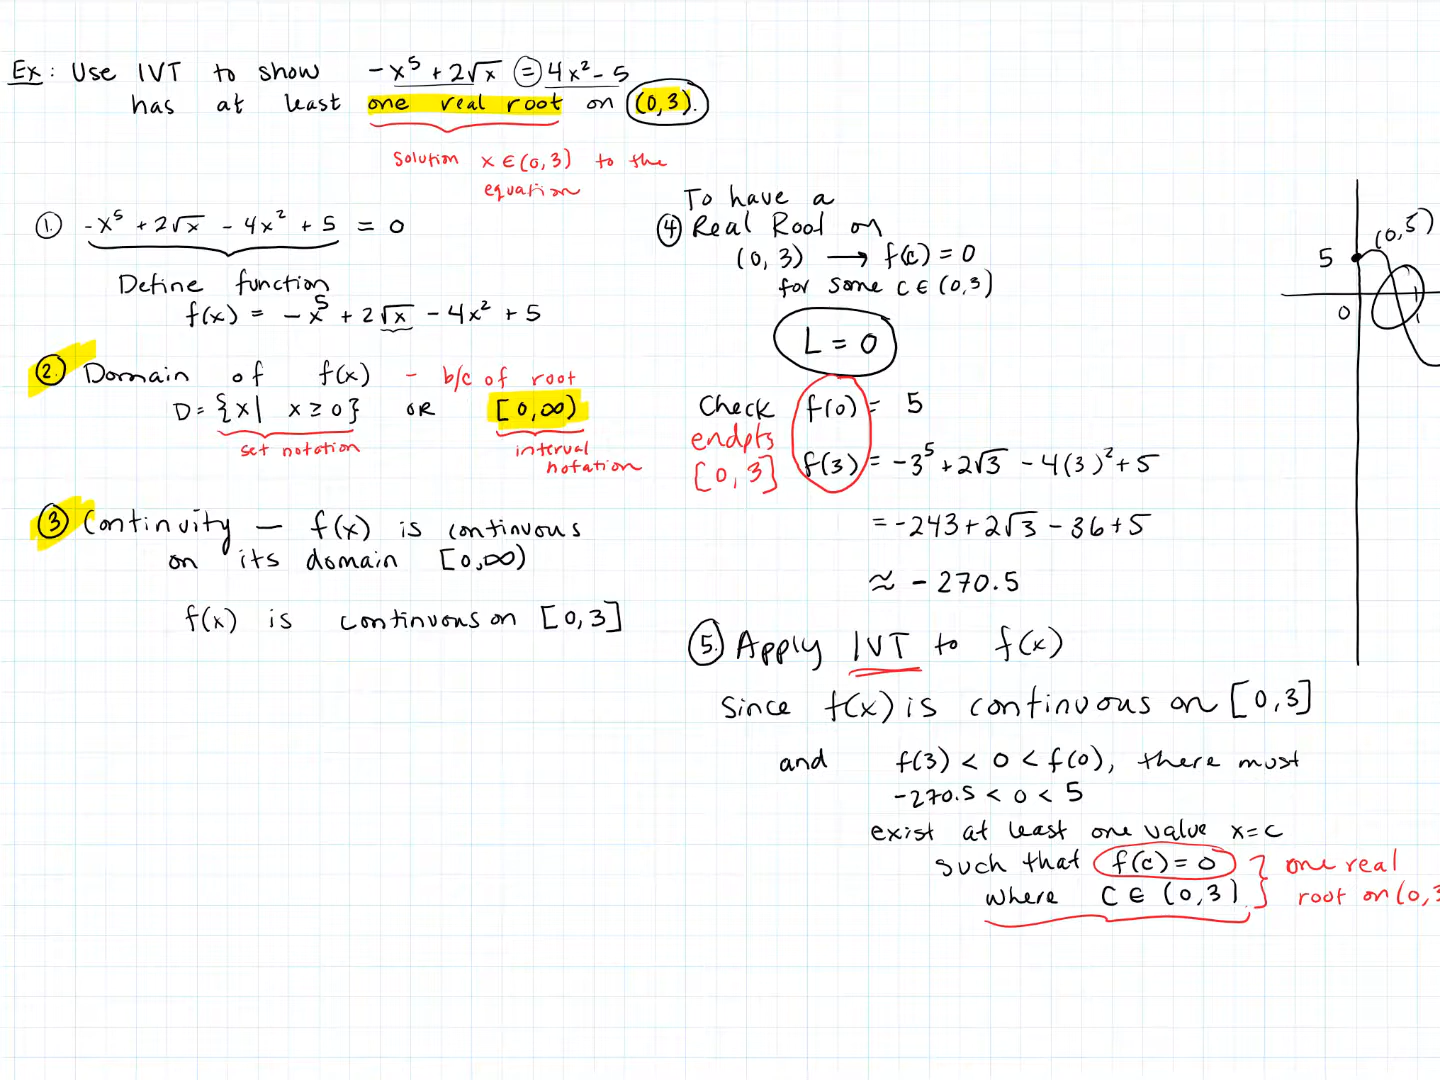 Ex: Use IVT to show -x⁵ + 2√x = 4x² - 5
has at least one real root on (0,3).
Solution x ∈ (0,3) to the
equation
1. -x⁵ + 2√x - 4x² + 5 = 0
Define function
f(x) = -x⁵ + 2√x - 4x² + 5
2. Domain of f(x) - b/c of root
D = {x| x ≥ 0} OR [0,∞)
set notation
interval
notation
3 Continuity — f(x) is continuous
on its domain [0,∞)
f(x) is continuous on [0,3]
To have a
4 Real Root on
(0,3) → f(c) = 0
for some c ∈ (0,3)
L = 0
Check f(0) = 5
endpts
[0,3] f(3) = -3⁵ + 2√3 - 4(3)² + 5
= -243 + 2√3 - 36 + 5
≈ -270.5
5. Apply IVT to f(x)
Since f(x) is continuous on [0,3]
and f(3) < 0 < f(0), there must
-270.5 < 0 < 5
exist at least one value x=c
such that f(c) = 0 } one real
where c ∈ (0,3). root on (0,3
(0,5)
5
0
1